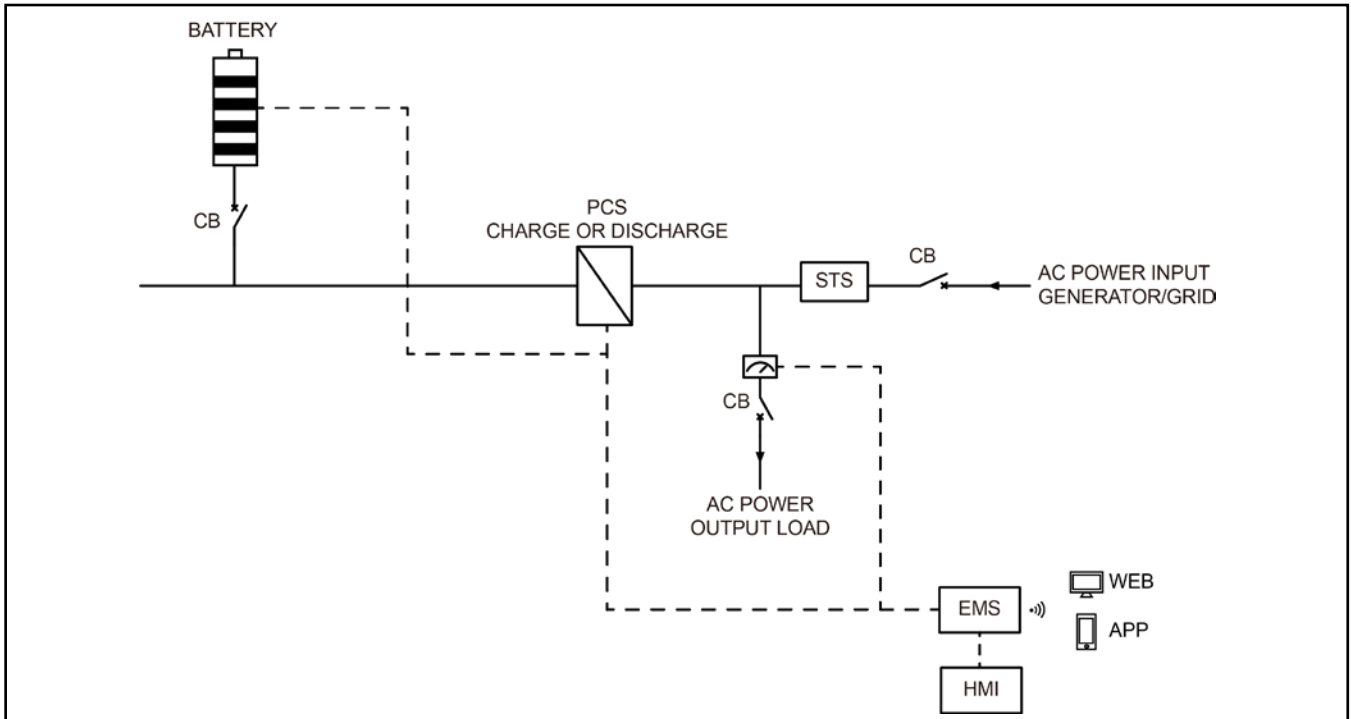 BATTERY
CB
PCS
CHARGE OR DISCHARGE
STS
CB
AC POWER INPUT
GENERATOR/GRID
CB
AC POWER
OUTPUT LOAD
EMS
WEB
APP
HMI